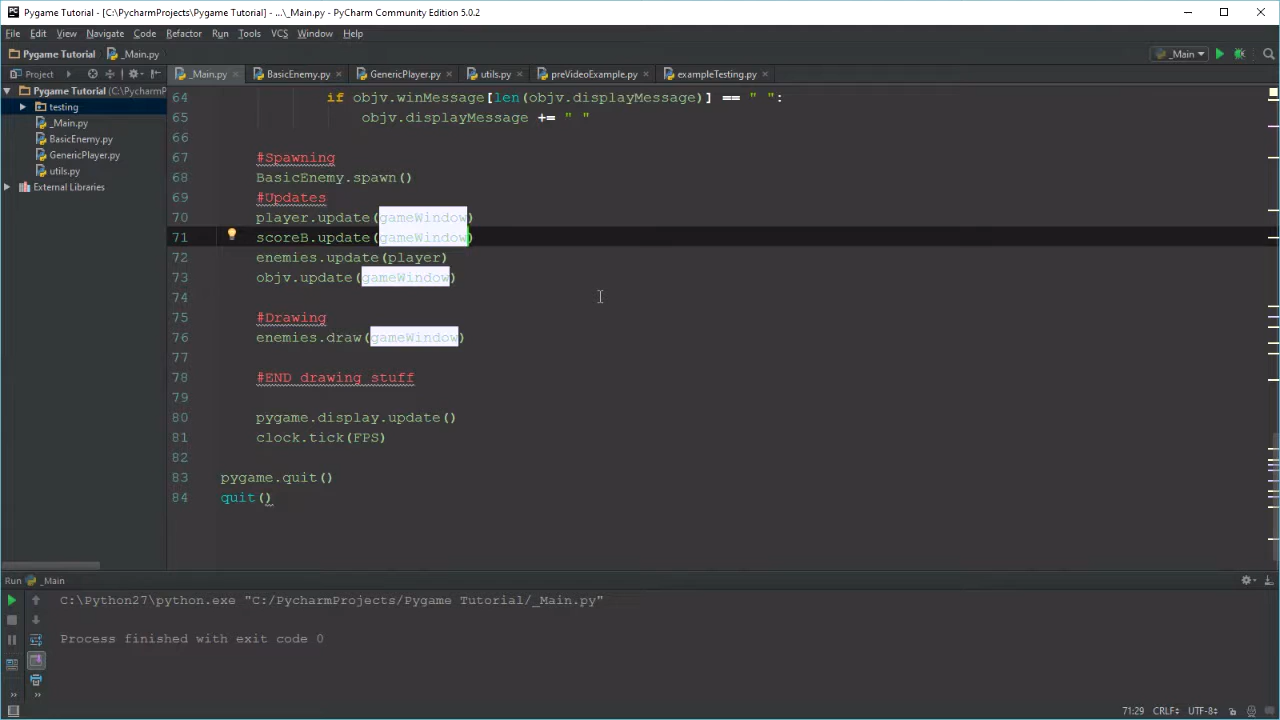 Pygame Tutorial - [C:\PycharmProjects\Pygame Tutorial] - ...\_Main.py - PyCharm Community Edition 5.0.2
File Edit View Navigate Code Refactor Run Tools VCS Window Help
Pygame Tutorial _Main.py _Main
Project _Main.py BasicEnemy.py GenericPlayer.py utils.py preVideoExample.py exampleTesting.py
Pygame Tutorial (C:\PycharmP
testing
_Main.py
BasicEnemy.py
GenericPlayer.py
utils.py
External Libraries
64 if objv.winMessage[len(objv.displayMessage)] == " ":
65 objv.displayMessage += " "
66
67 #Spawning
68 BasicEnemy.spawn()
69 #Updates
70 player.update(gameWindow)
71 scoreB.update(gameWindow)
72 enemies.update(player)
73 objv.update(gameWindow)
74
75 #Drawing
76 enemies.draw(gameWindow)
77
78 #END drawing stuff
79
80 pygame.display.update()
81 clock.tick(FPS)
82
83 pygame.quit()
84 quit()
Run _Main
C:\Python27\python.exe "C:/PycharmProjects/Pygame Tutorial/_Main.py"
Process finished with exit code 0
71:29 CRLF UTF-8